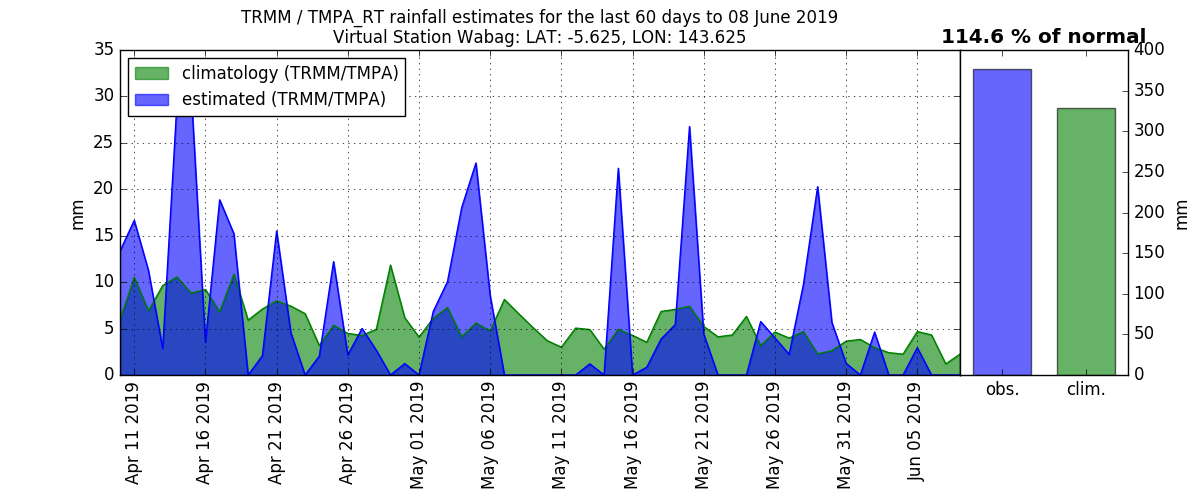 TRMM / TMPA_RT rainfall estimates for the last 60 days to 08 June 2019
Virtual Station Wabag: LAT: -5.625, LON: 143.625
114.6 % of normal
climatology (TRMM/TMPA)
estimated (TRMM/TMPA)
35
30
25
20
15
10
5
0
mm
Apr 11 2019
Apr 16 2019
Apr 21 2019
Apr 26 2019
May 01 2019
May 06 2019
May 11 2019
May 16 2019
May 21 2019
May 26 2019
May 31 2019
Jun 05 2019
obs.
clim.
400
350
300
250
200
150
100
50
0
mm